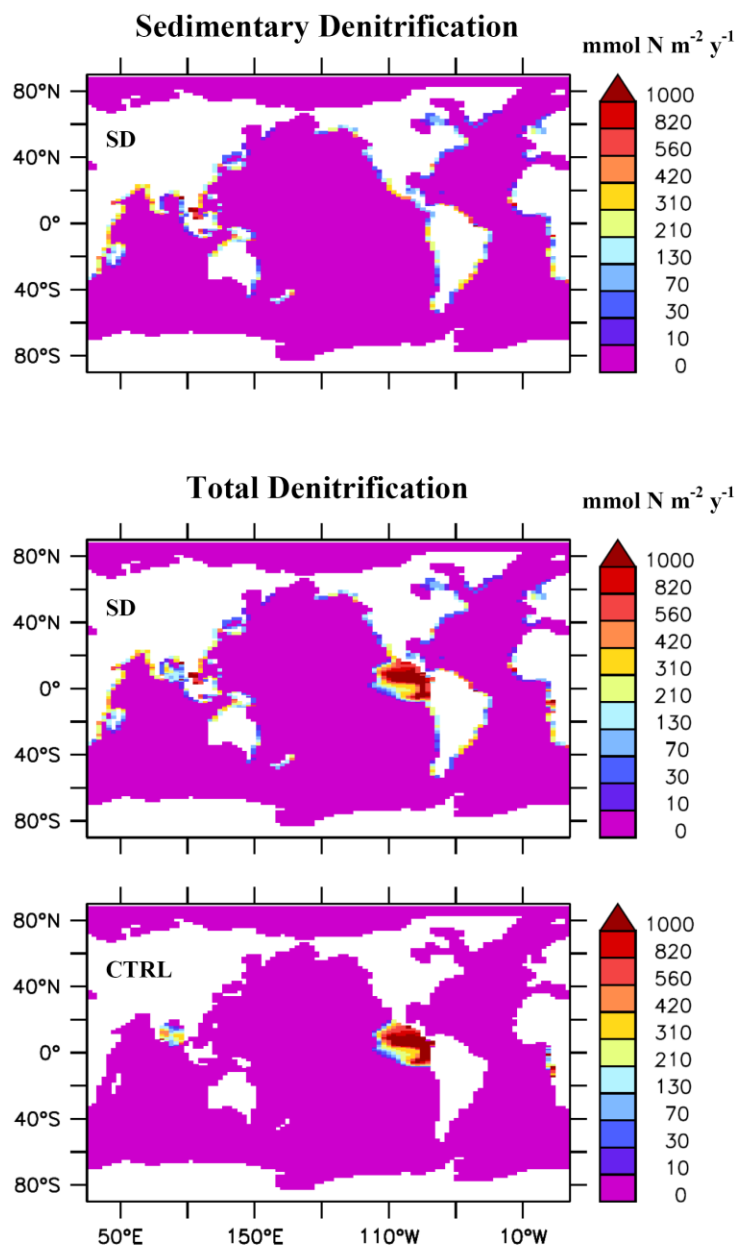 Sedimentary Denitrification
mmol N m⁻² y⁻¹
80°N
40°N
0°
40°S
80°S
SD
1000
820
560
420
310
210
130
70
30
10
0
Total Denitrification
mmol N m⁻² y⁻¹
80°N
40°N
0°
40°S
80°S
SD
1000
820
560
420
310
210
130
70
30
10
0
80°N
40°N
0°
40°S
80°S
CTRL
1000
820
560
420
310
210
130
70
30
10
0
50°E 150°E 110°W 10°W